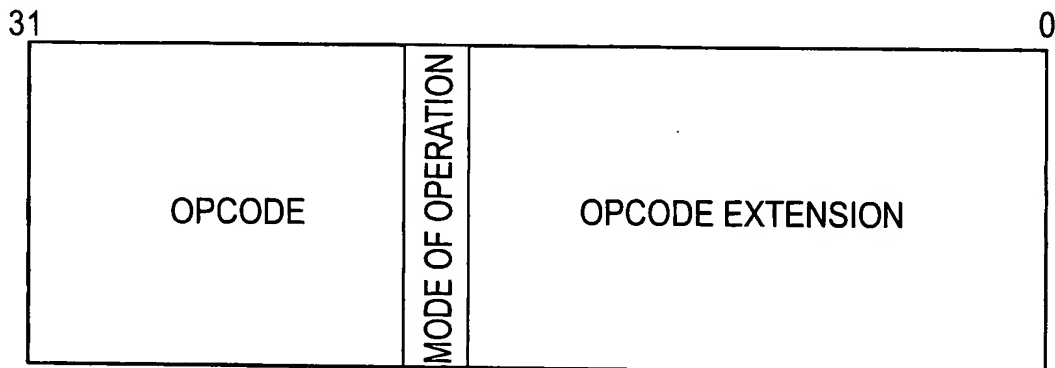 31 0
OPCODE
MODE OF OPERATION
OPCODE EXTENSION